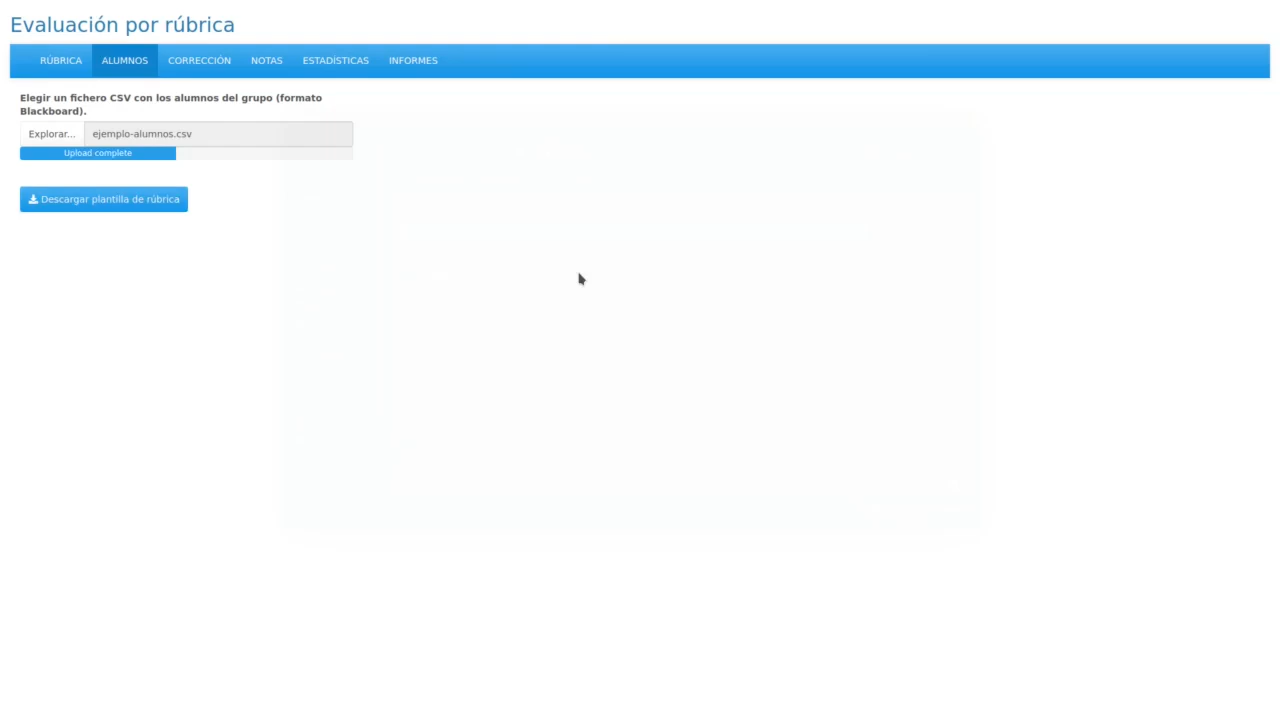 Evaluación por rúbrica
RÚBRICA ALUMNOS CORRECCIÓN NOTAS ESTADÍSTICAS INFORMES
Elegir un fichero CSV con los alumnos del grupo (formato
Blackboard).
Explorar... ejemplo-alumnos.csv
Upload complete
Descargar plantilla de rúbrica